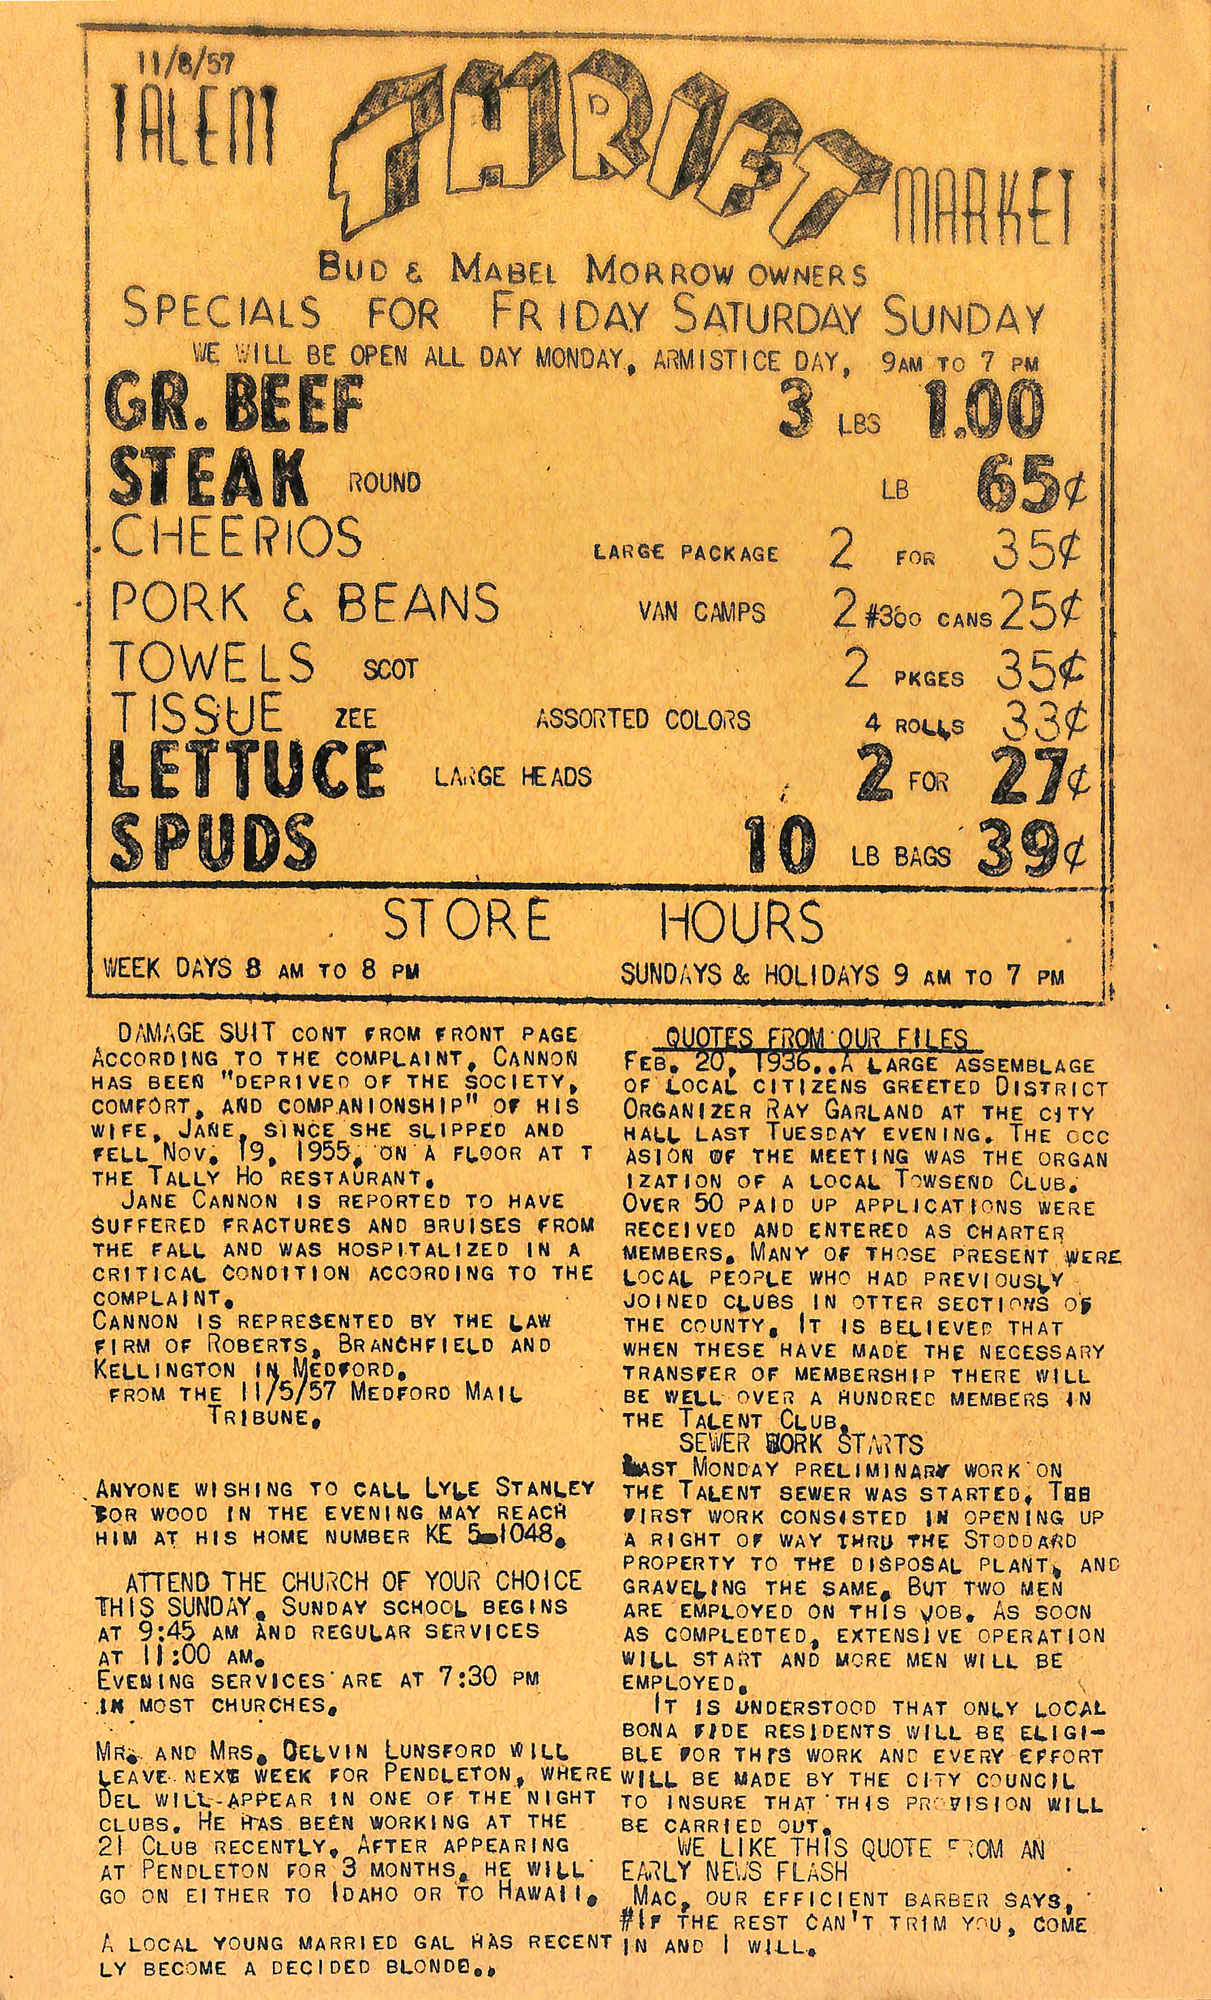 11/8/57
TALENT THRIFT MARKET
BUD & MABEL MORROW OWNERS
SPECIALS FOR FRIDAY SATURDAY SUNDAY
WE WILL BE OPEN ALL DAY MONDAY, ARMISTICE DAY, 9AM TO 7 PM
GR. BEEF 3 LBS 1.00
STEAK ROUND LB 65¢
CHEERIOS LARGE PACKAGE 2 FOR 35¢
PORK & BEANS VAN CAMPS 2 #300 CANS 25¢
TOWELS SCOT 2 PKGES 35¢
TISSUE ZEE ASSORTED COLORS 4 ROLLS 33¢
LETTUCE LARGE HEADS 2 FOR 27¢
SPUDS 10 LB BAGS 39¢
STORE HOURS
WEEK DAYS 8 AM TO 8 PM SUNDAYS & HOLIDAYS 9 AM TO 7 PM
DAMAGE SUIT CONT FROM FRONT PAGE
ACCORDING TO THE COMPLAINT, CANNON
HAS BEEN "DEPRIVED OF THE SOCIETY,
COMFORT, AND COMPANIONSHIP" OF HIS
WIFE, JANE, SINCE SHE SLIPPED AND
FELL NOV. 19, 1955, ON A FLOOR AT T
THE TALLY HO RESTAURANT.
JANE CANNON IS REPORTED TO HAVE
SUFFERED FRACTURES AND BRUISES FROM
THE FALL AND WAS HOSPITALIZED IN A
CRITICAL CONDITION ACCORDING TO THE
COMPLAINT.
CANNON IS REPRESENTED BY THE LAW
FIRM OF ROBERTS, BRANCHFIELD AND
KELLINGTON IN MEDFORD.
FROM THE 11/5/57 MEDFORD MAIL
TRIBUNE.
ANYONE WISHING TO CALL LYLE STANLEY
FOR WOOD IN THE EVENING MAY REACH
HIM AT HIS HOME NUMBER KE 5-1048.
ATTEND THE CHURCH OF YOUR CHOICE
THIS SUNDAY. SUNDAY SCHOOL BEGINS
AT 9:45 AM AND REGULAR SERVICES
AT 11:00 AM.
EVENING SERVICES ARE AT 7:30 PM
IN MOST CHURCHES.
MR. AND MRS. DELVIN LUNSFORD WILL
LEAVE NEXT WEEK FOR PENDLETON, WHERE
DEL WILL APPEAR IN ONE OF THE NIGHT
CLUBS. HE HAS BEEN WORKING AT THE
21 CLUB RECENTLY. AFTER APPEARING
AT PENDLETON FOR 3 MONTHS, HE WILL
GO ON EITHER TO IDAHO OR TO HAWAII.
A LOCAL YOUNG MARRIED GAL HAS RECENT
LY BECOME A DECIDED BLONDE..
QUOTES FROM OUR FILES
FEB. 20, 1936..A LARGE ASSEMBLAGE
OF LOCAL CITIZENS GREETED DISTRICT
ORGANIZER RAY GARLAND AT THE CITY
HALL LAST TUESDAY EVENING. THE OCC
ASION OF THE MEETING WAS THE ORGAN
IZATION OF A LOCAL TOWSEND CLUB.
OVER 50 PAID UP APPLICATIONS WERE
RECEIVED AND ENTERED AS CHARTER
MEMBERS. MANY OF THOSE PRESENT WERE
LOCAL PEOPLE WHO HAD PREVIOUSLY
JOINED CLUBS IN OTTER SECTIONS OF
THE COUNTY. IT IS BELIEVED THAT
WHEN THESE HAVE MADE THE NECESSARY
TRANSFER OF MEMBERSHIP THERE WILL
BE WELL OVER A HUNDRED MEMBERS IN
THE TALENT CLUB.
SEWER WORK STARTS
LAST MONDAY PRELIMINARY WORK ON
THE TALENT SEWER WAS STARTED. THE
FIRST WORK CONSISTED IN OPENING UP
A RIGHT OF WAY THRU THE STODDARD
PROPERTY TO THE DISPOSAL PLANT, AND
GRAVELING THE SAME. BUT TWO MEN
ARE EMPLOYED ON THIS JOB. AS SOON
AS COMPLEDTED, EXTENSIVE OPERATION
WILL START AND MORE MEN WILL BE
EMPLOYED.
IT IS UNDERSTOOD THAT ONLY LOCAL
BONA FIDE RESIDENTS WILL BE ELIGI-
BLE FOR THIS WORK AND EVERY EFFORT
WILL BE MADE BY THE CITY COUNCIL
TO INSURE THAT THIS PROVISION WILL
BE CARRIED OUT.
WE LIKE THIS QUOTE FROM AN
EARLY NEWS FLASH
MAC, OUR EFFICIENT BARBER SAYS,
#IF THE REST CAN'T TRIM YOU, COME
IN AND I WILL.